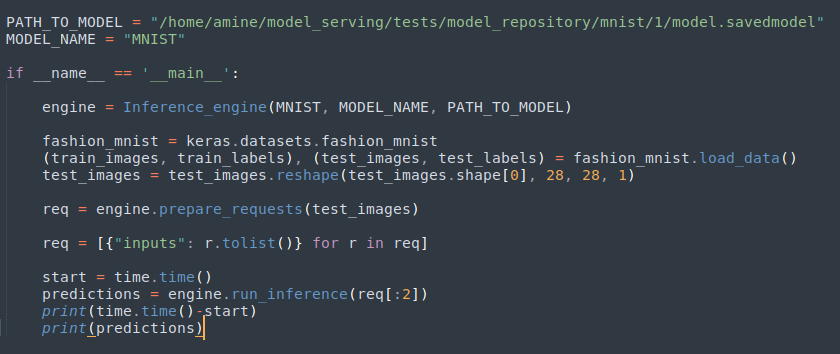 PATH_TO_MODEL = "/home/amine/model_serving/tests/model_repository/mnist/1/model.savedmodel"
MODEL_NAME = "MNIST"
if __name__ == '__main__':
engine = Inference_engine(MNIST, MODEL_NAME, PATH_TO_MODEL)
fashion_mnist = keras.datasets.fashion_mnist
(train_images, train_labels), (test_images, test_labels) = fashion_mnist.load_data()
test_images = test_images.reshape(test_images.shape[0], 28, 28, 1)
req = engine.prepare_requests(test_images)
req = [{"inputs": r.tolist()} for r in req]
start = time.time()
predictions = engine.run_inference(req[:2])
print(time.time()-start)
print(predictions)